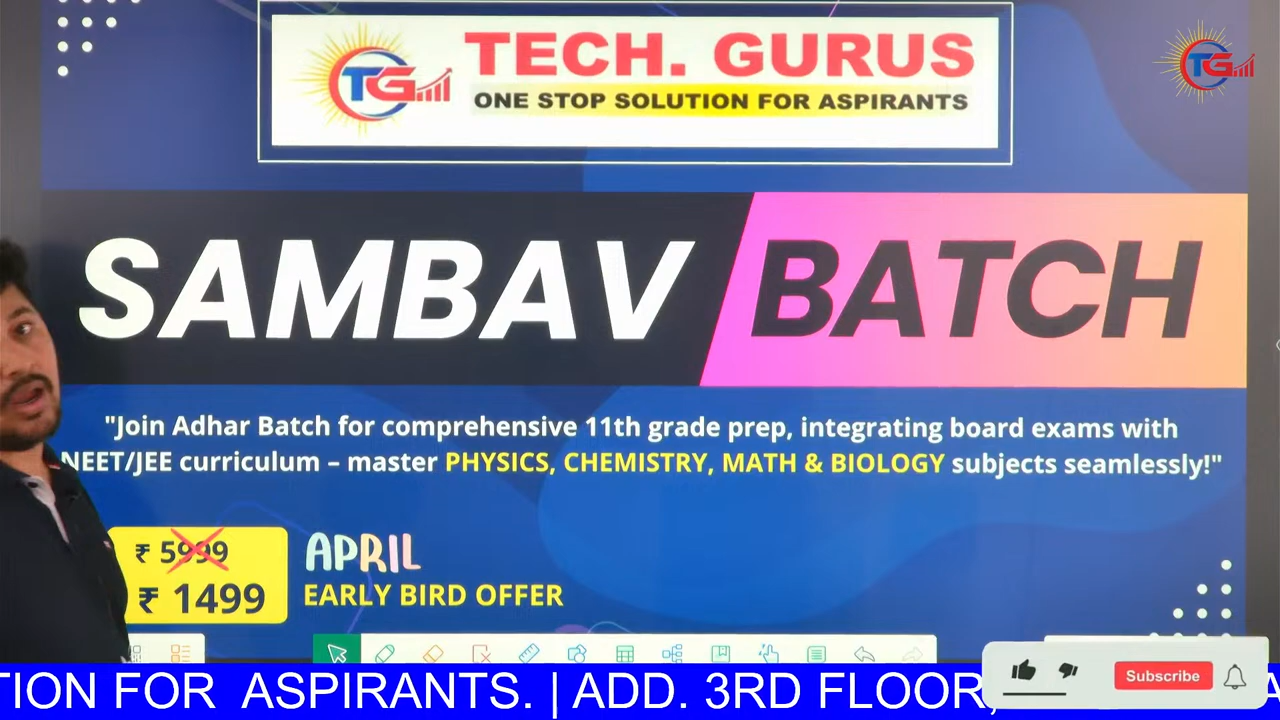 TG
TECH. GURUS
ONE STOP SOLUTION FOR ASPIRANTS
TG
SAMBAV BATCH
"Join Adhar Batch for comprehensive 11th grade prep, integrating board exams with
NEET/JEE curriculum – master PHYSICS, CHEMISTRY, MATH & BIOLOGY subjects seamlessly!"
₹ 5999
₹ 1499
APRIL
EARLY BIRD OFFER
Subscribe
TION FOR ASPIRANTS. | ADD. 3RD FLOOR,